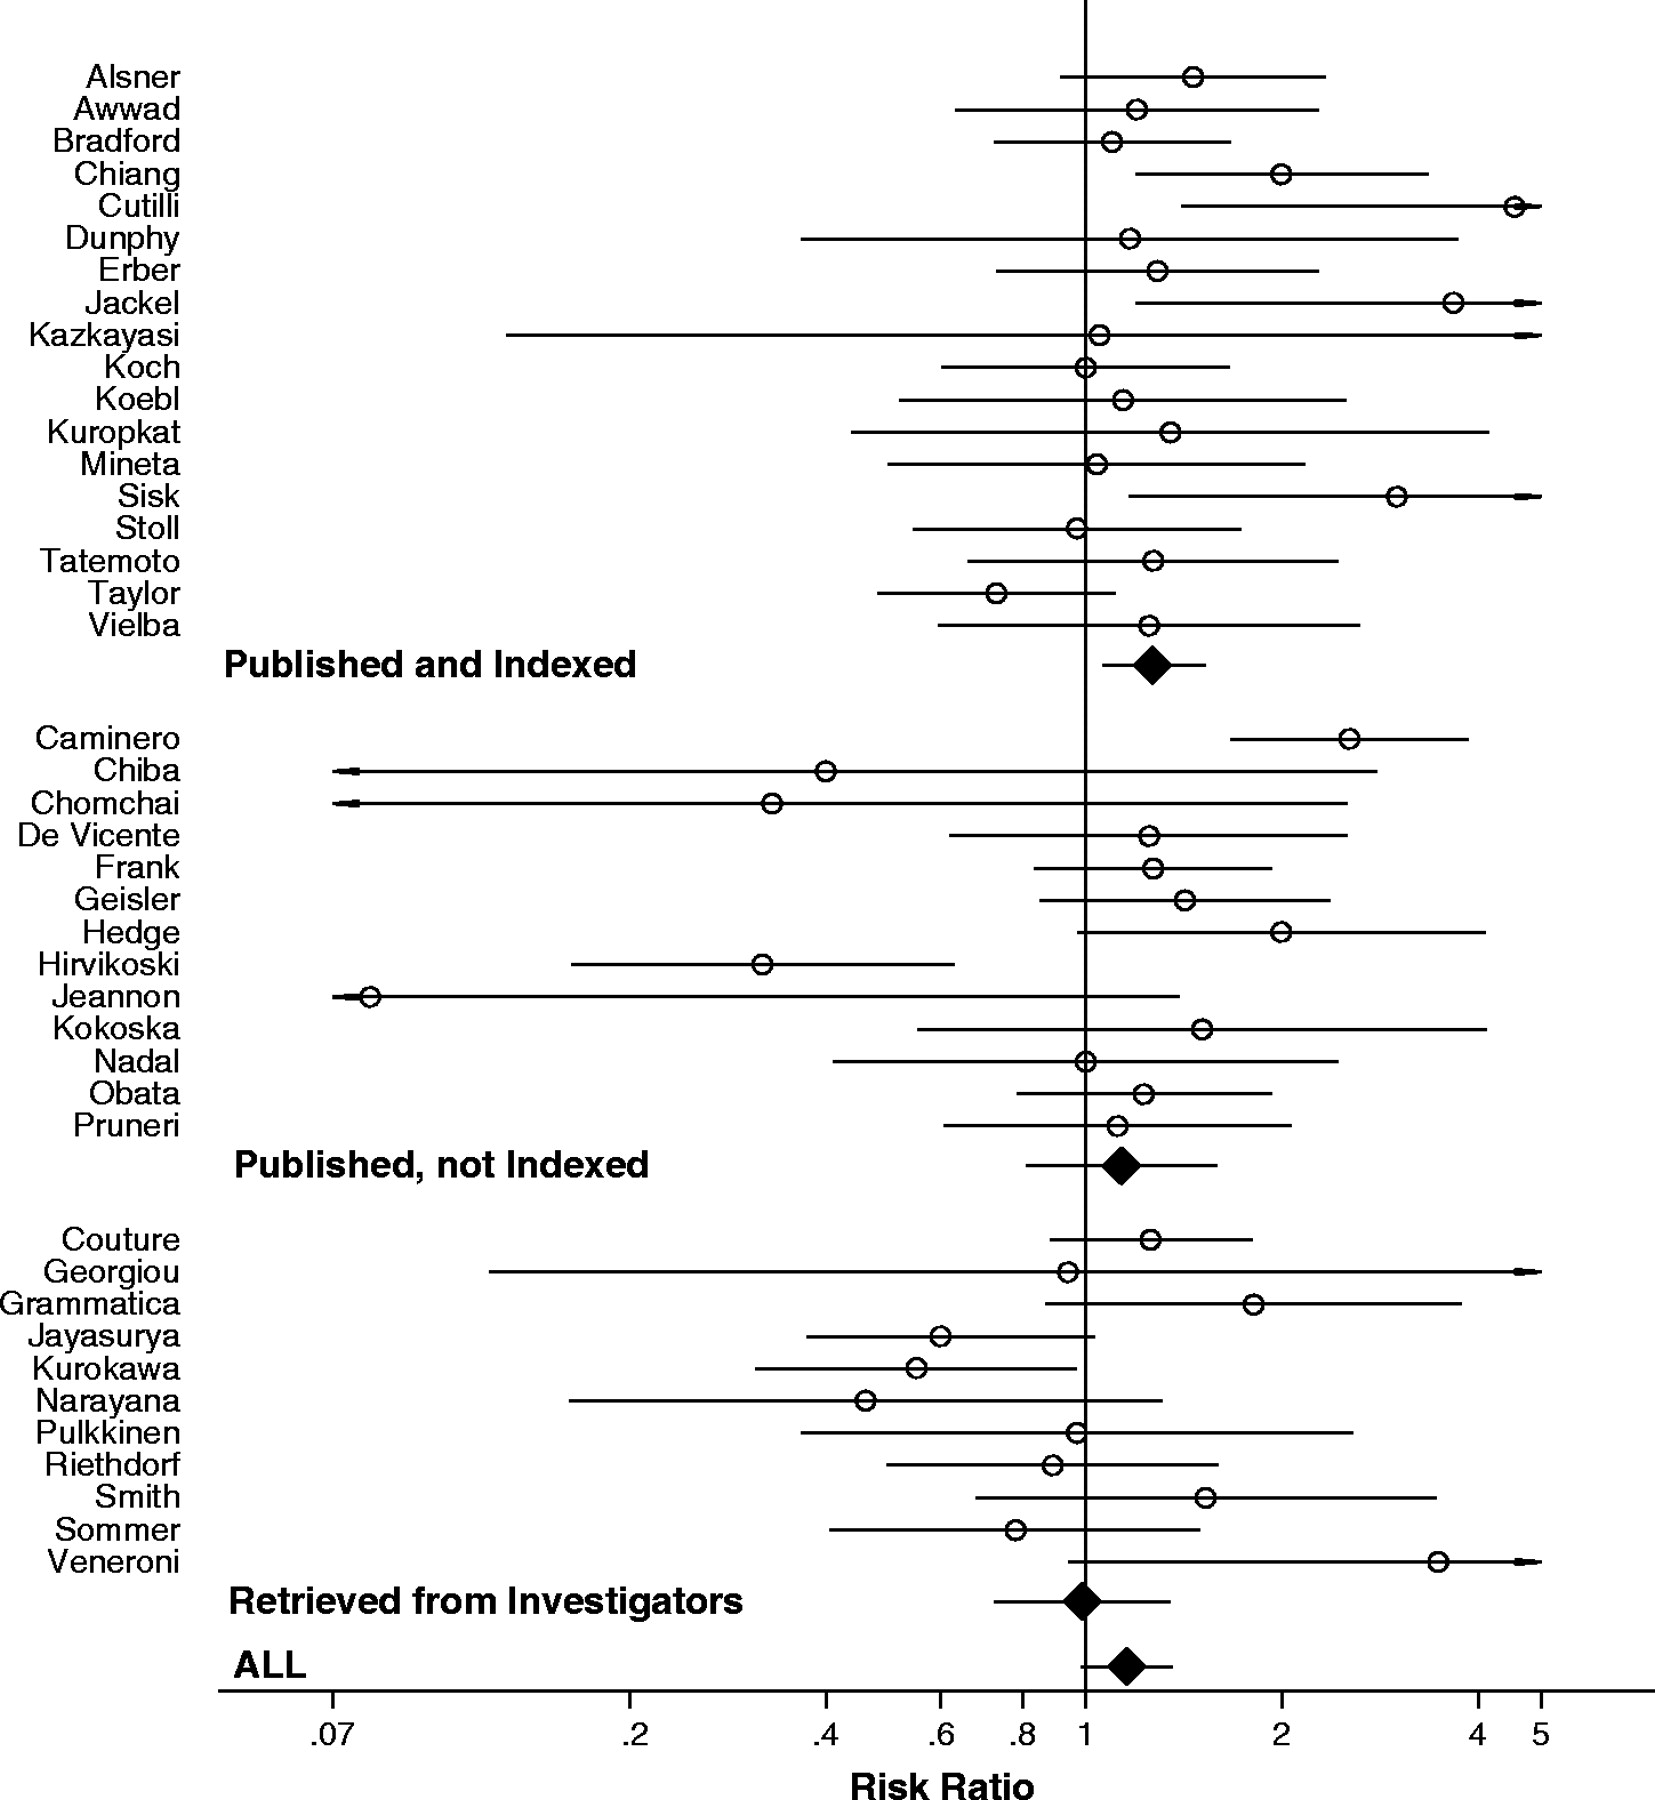 Alsner
Awwad
Bradford
Chiang
Cutilli
Dunphy
Erber
Jackel
Kazkayasi
Koch
Koebl
Kuropkat
Mineta
Sisk
Stoll
Tatemoto
Taylor
Vielba
Published and Indexed
Caminero
Chiba
Chomchai
De Vicente
Frank
Geisler
Hedge
Hirvikoski
Jeannon
Kokoska
Nadal
Obata
Pruneri
Published, not Indexed
Couture
Georgiou
Grammatica
Jayasurya
Kurokawa
Narayana
Pulkkinen
Riethdorf
Smith
Sommer
Veneroni
Retrieved from Investigators
ALL
.07 .2 .4 .6 .8 1 2 4 5
Risk Ratio